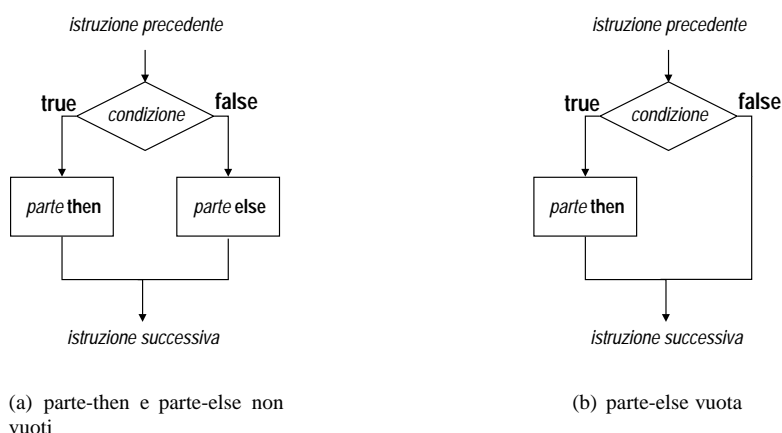 istruzione precedente
true
false
condizione
parte then
parte else
istruzione successiva
(a) parte-then e parte-else non
vuoti
istruzione precedente
true
false
condizione
parte then
istruzione successiva
(b) parte-else vuota